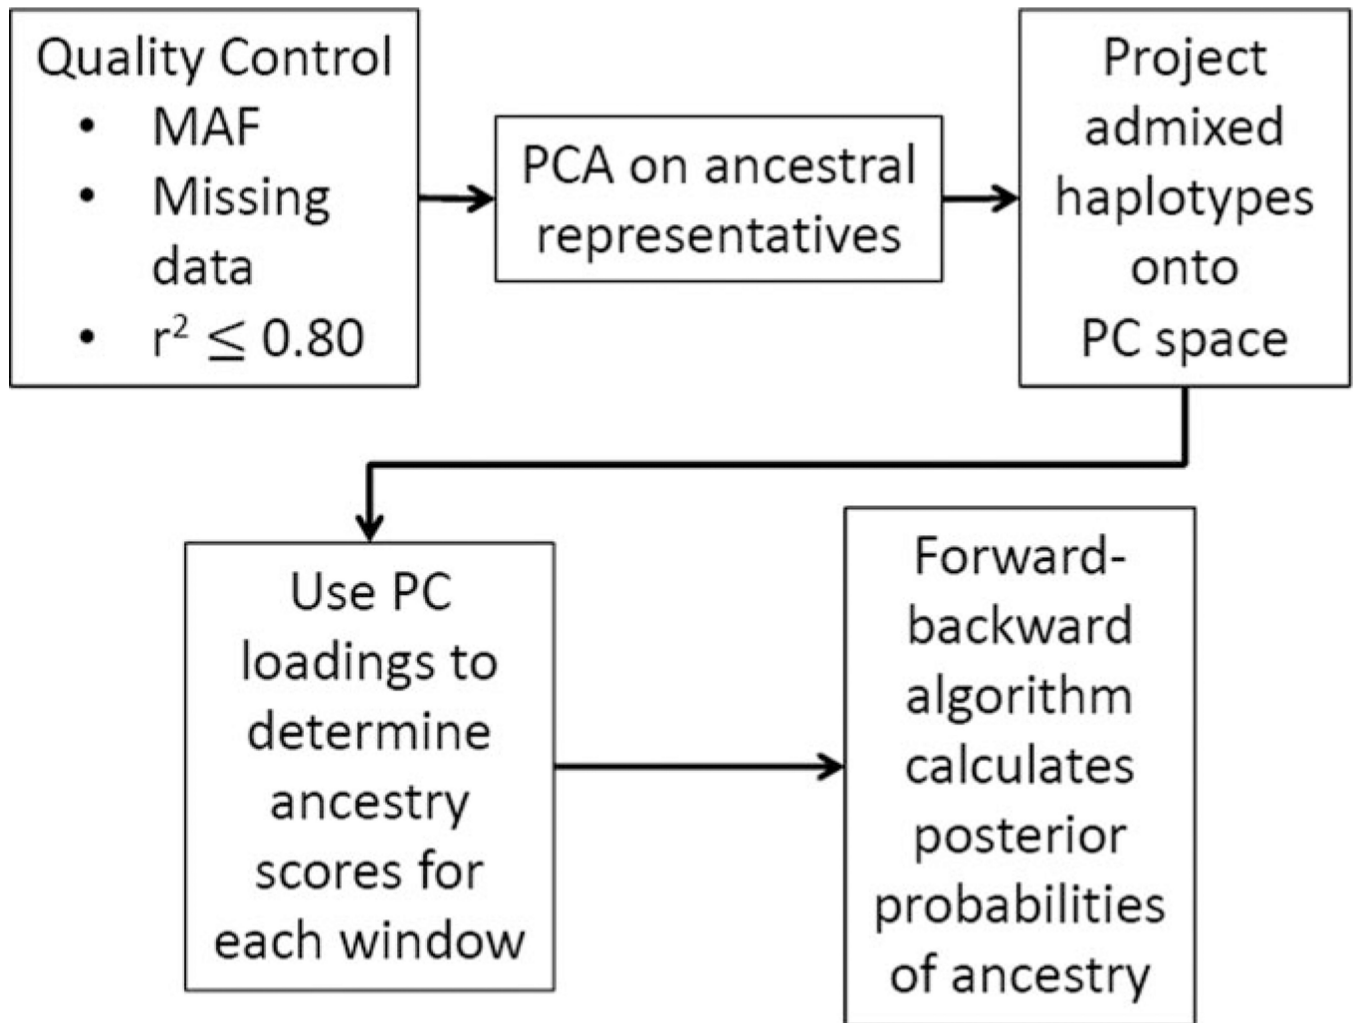 Quality Control
• MAF
• Missing
data
• r² ≤ 0.80
PCA on ancestral
representatives
Project
admixed
haplotypes
onto
PC space
Use PC
loadings to
determine
ancestry
scores for
each window
Forward-
backward
algorithm
calculates
posterior
probabilities
of ancestry